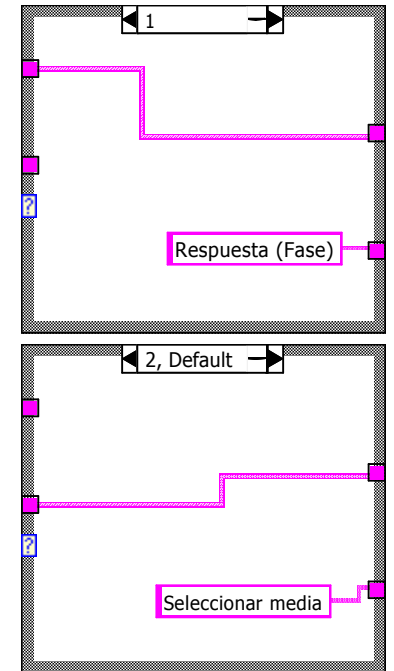 1
?
Respuesta (Fase)
2, Default
?
Seleccionar media